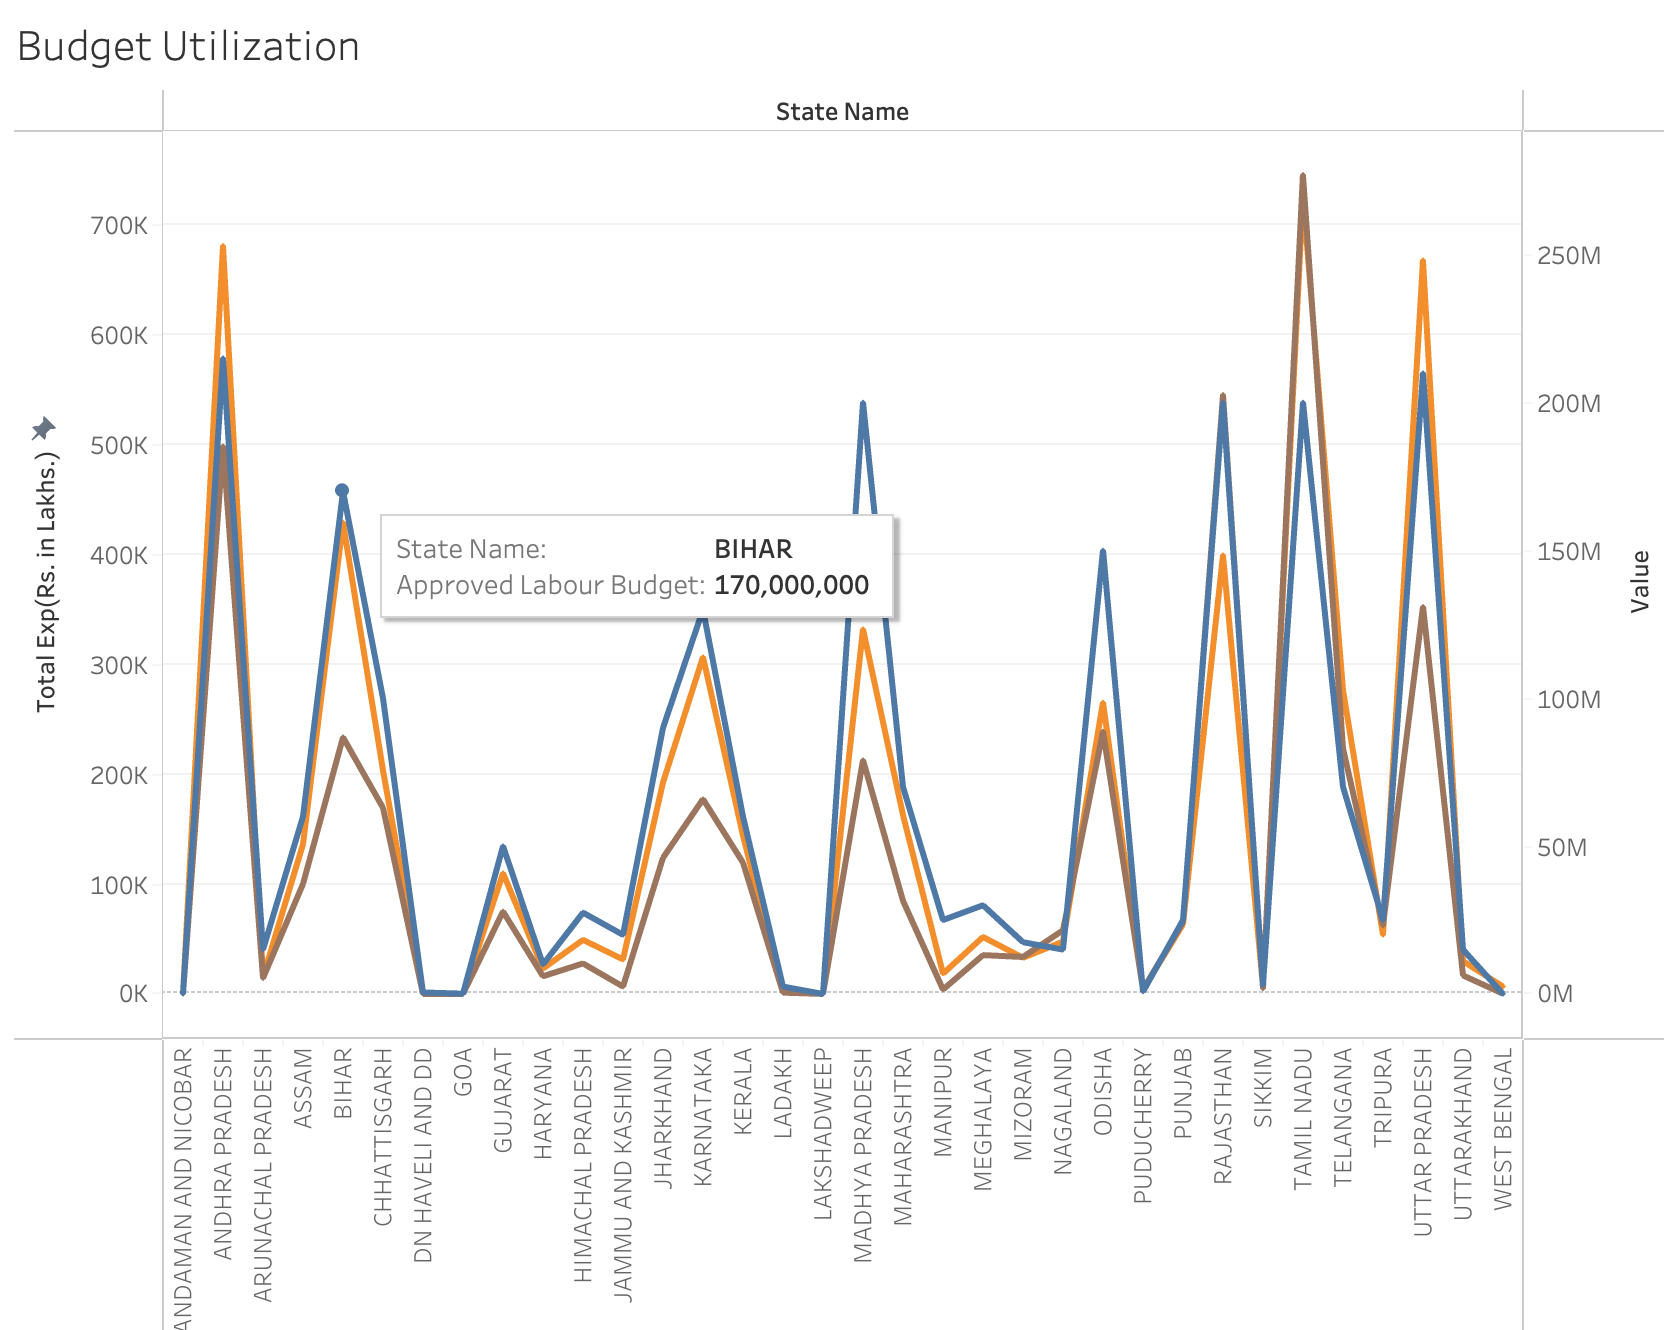 Budget Utilization
State Name
Total Exp(Rs. in Lakhs.)
700K
600K
500K
400K
300K
200K
100K
0K
State Name: BIHAR
Approved Labour Budget: 170,000,000
250M
200M
150M
100M
50M
0M
Value
ANDAMAN AND NICOBAR
ANDHRA PRADESH
ARUNACHAL PRADESH
ASSAM
BIHAR
CHHATTISGARH
DN HAVELI AND DD
GOA
GUJARAT
HARYANA
HIMACHAL PRADESH
JAMMU AND KASHMIR
JHARKHAND
KARNATAKA
KERALA
LADAKH
LAKSHADWEEP
MADHYA PRADESH
MAHARASHTRA
MANIPUR
MEGHALAYA
MIZORAM
NAGALAND
ODISHA
PUDUCHERRY
PUNJAB
RAJASTHAN
SIKKIM
TAMIL NADU
TELANGANA
TRIPURA
UTTAR PRADESH
UTTARAKHAND
WEST BENGAL